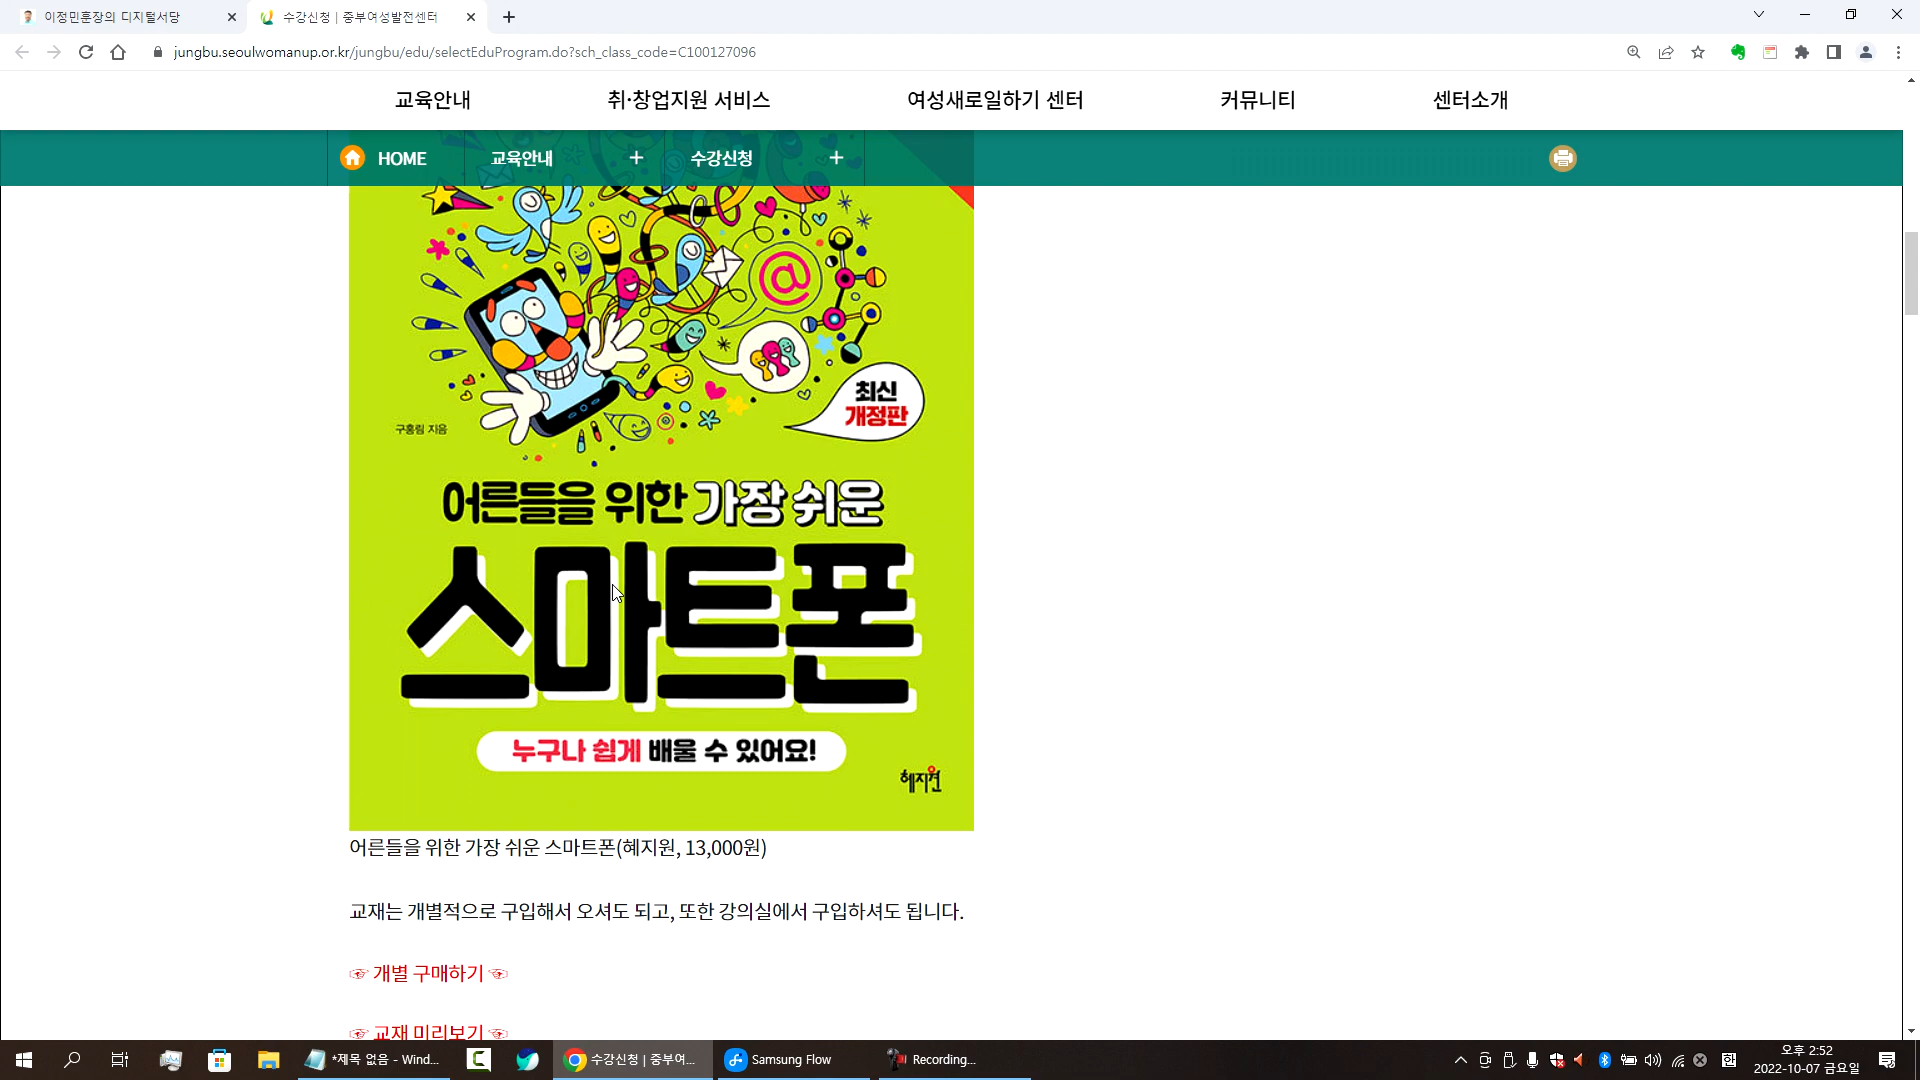 이정민훈장의 디지털서당
수강신청 | 중부여성발전센터
jungbu.seoulwomanup.or.kr/jungbu/edu/selectEduProgram.do?sch_class_code=C100127096
교육안내
취·창업지원 서비스
여성새로일하기 센터
커뮤니티
센터소개
HOME
교육안내
수강신청
@
최신
개정판
구홍림 지음
어른들을 위한 가장 쉬운
스마트폰
누구나 쉽게 배울 수 있어요!
혜지원
어른들을 위한 가장 쉬운 스마트폰(혜지원, 13,000원)
교재는 개별적으로 구입해서 오셔도 되고, 또한 강의실에서 구입하셔도 됩니다.
☞ 개별 구매하기 ☜
☞ 교재 미리보기 ☜
*제목 없음 - Wind...
수강신청 | 중부여...
Samsung Flow
Recording...
한
오후 2:52
2022-10-07 금요일